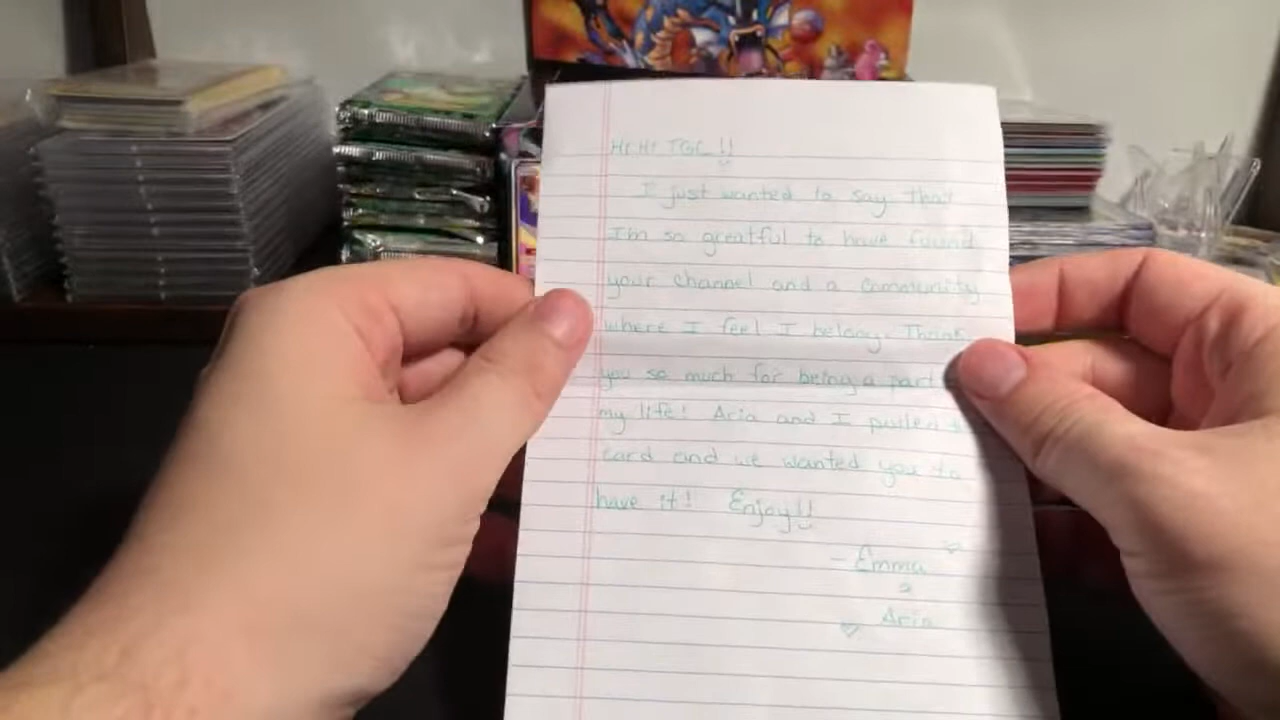 Hi Hi TGC!!
I just wanted to say that
I'm so greatful to have found
your channel and a community
where I feel I belong. Thank
you so much for being a part
my life! Aria and I pulled
card and we wanted you to
have it! Enjoy!!
- Emma
&
Aria